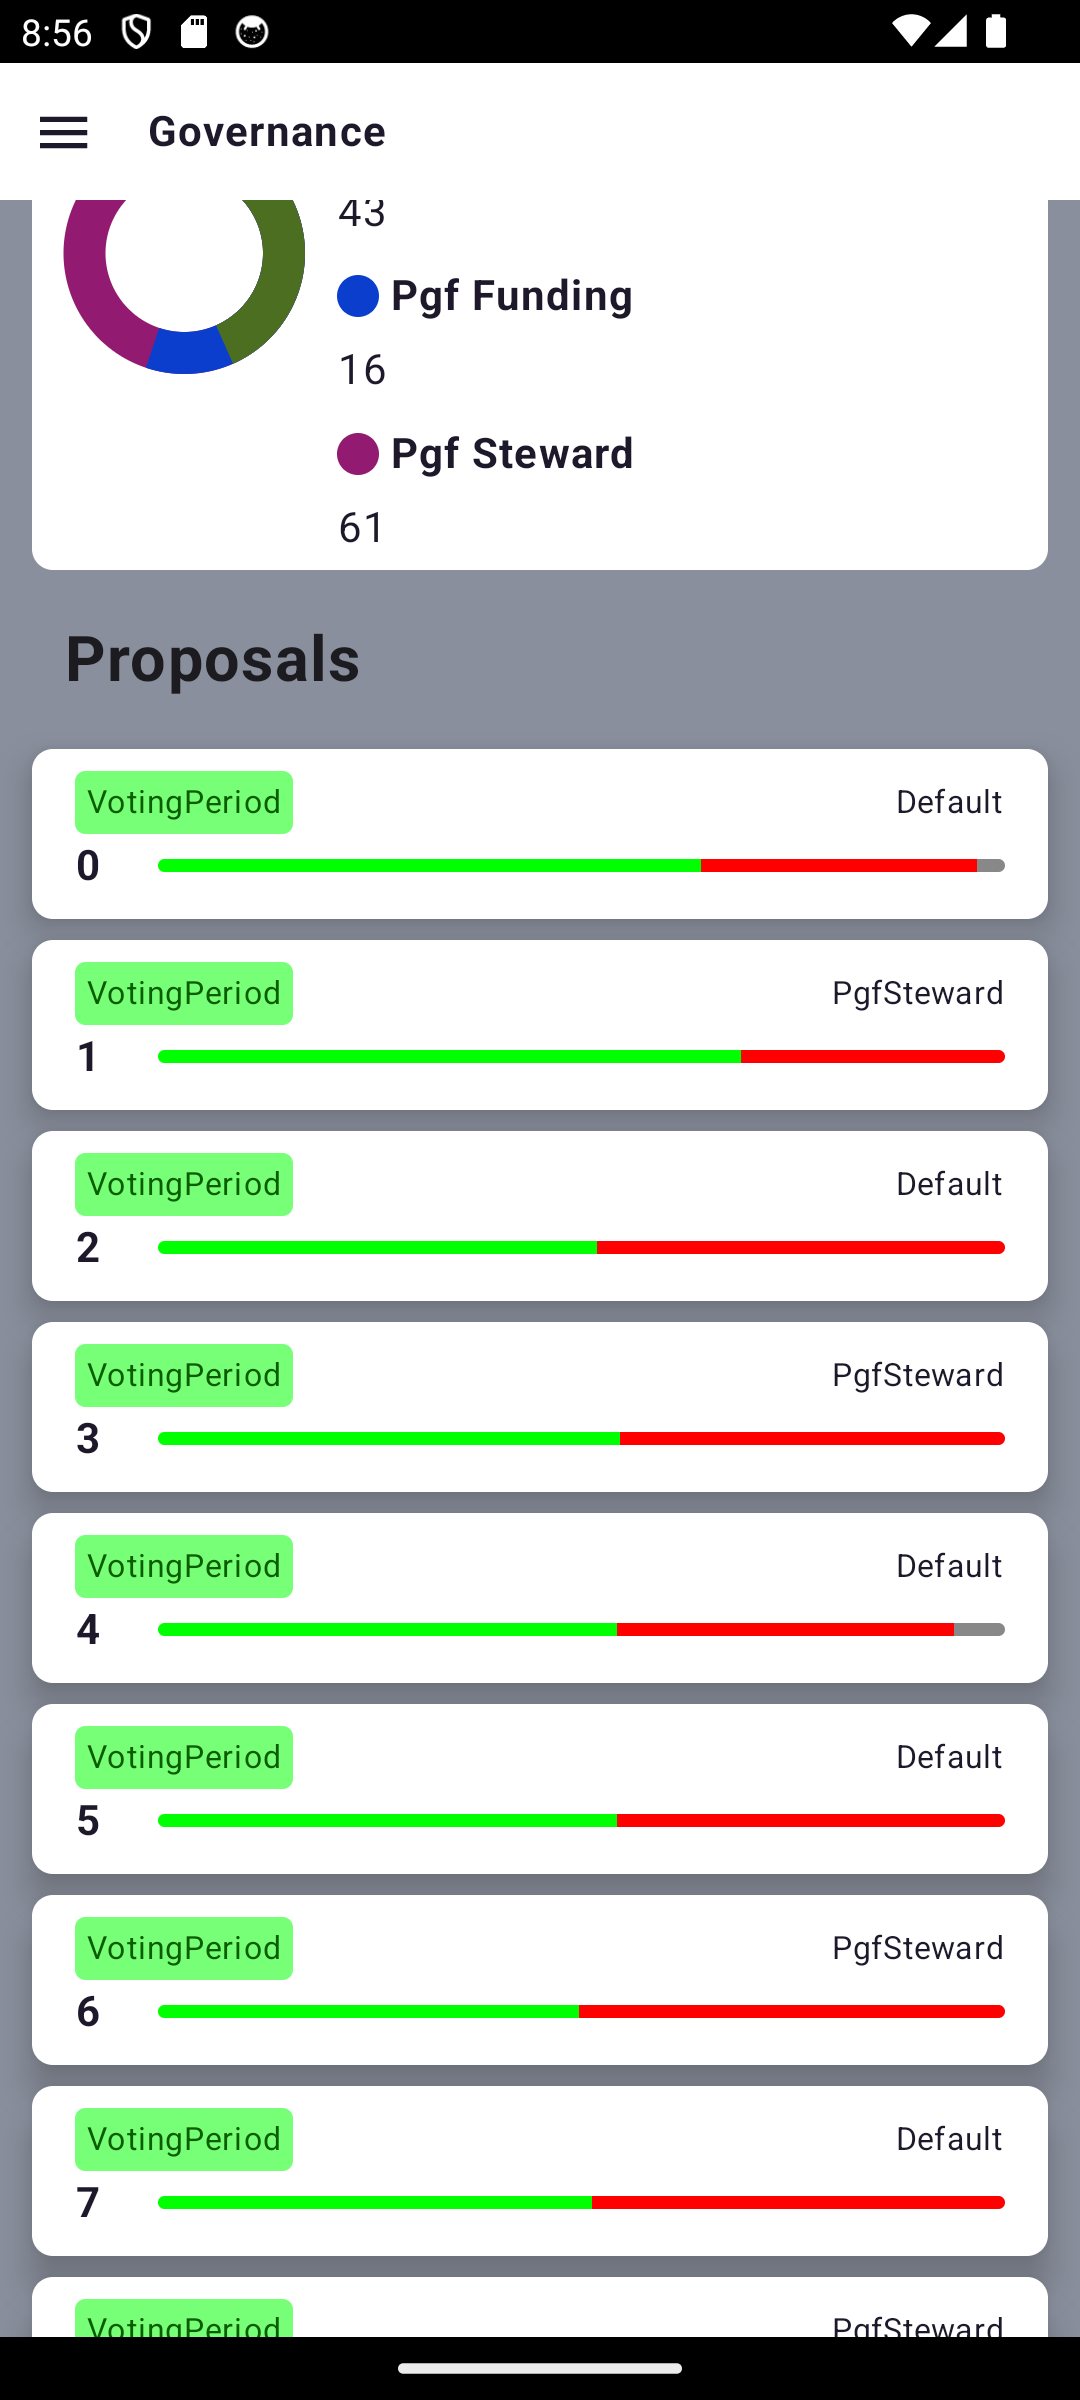 8:56
Governance
43
Pgf Funding
16
Pgf Steward
61
Proposals
VotingPeriod Default
0
VotingPeriod PgfSteward
1
VotingPeriod Default
2
VotingPeriod PgfSteward
3
VotingPeriod Default
4
VotingPeriod Default
5
VotingPeriod PgfSteward
6
VotingPeriod Default
7
VotingPeriod PgfSteward